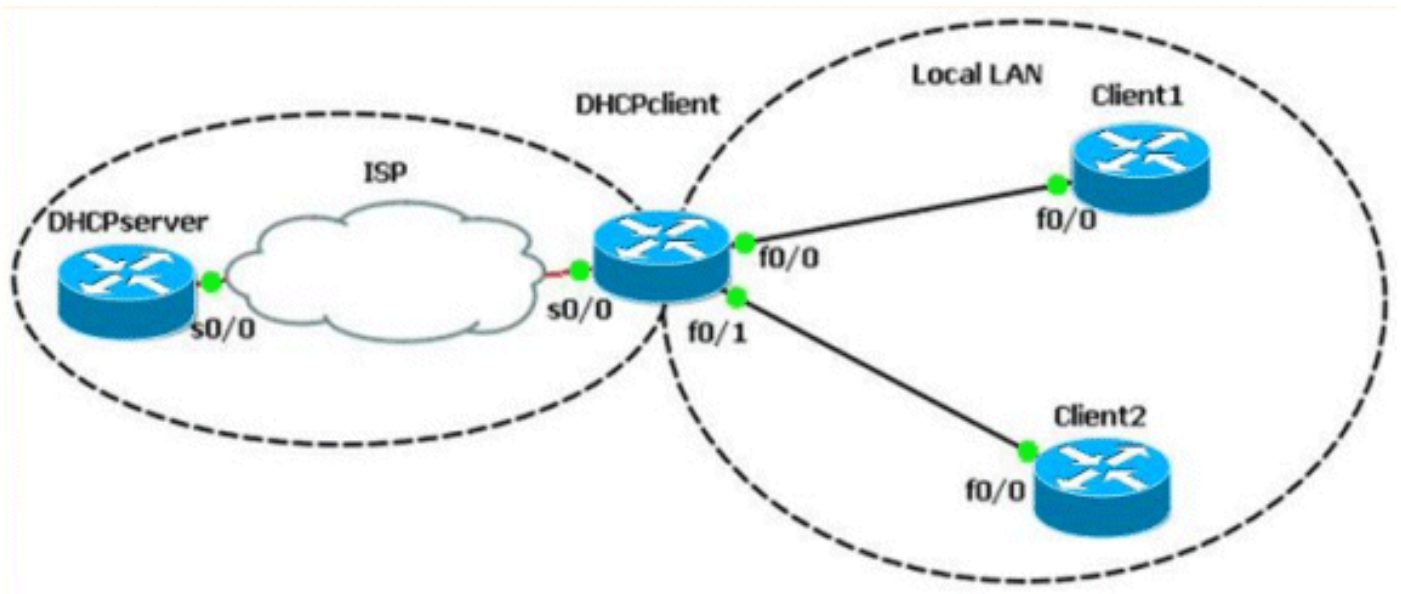 Local LAN
Client1
DHCPclient
ISP
DHCPserver
f0/0
f0/0
s0/0
s0/0
f0/1
Client2
f0/0